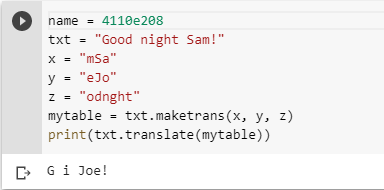 name = 4110e208
txt = "Good night Sam!"
x = "mSa"
y = "eJo"
z = "odnght"
mytable = txt.maketrans(x, y, z)
print(txt.translate(mytable))
G i Joe!